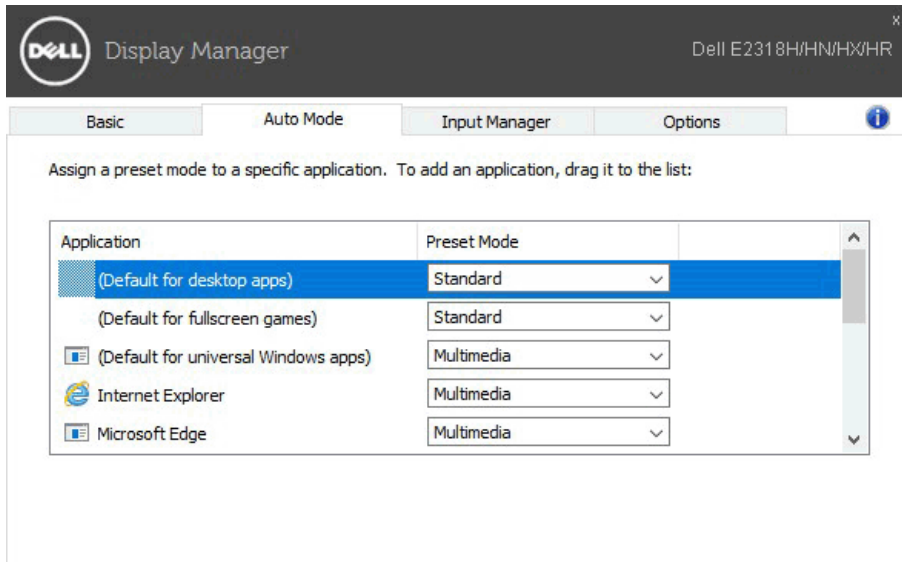 x
DELL Display Manager Dell E2318H/HN/HX/HR
Basic Auto Mode Input Manager Options
Assign a preset mode to a specific application. To add an application, drag it to the list:
Application Preset Mode
(Default for desktop apps) Standard
(Default for fullscreen games) Standard
(Default for universal Windows apps) Multimedia
Internet Explorer Multimedia
Microsoft Edge Multimedia